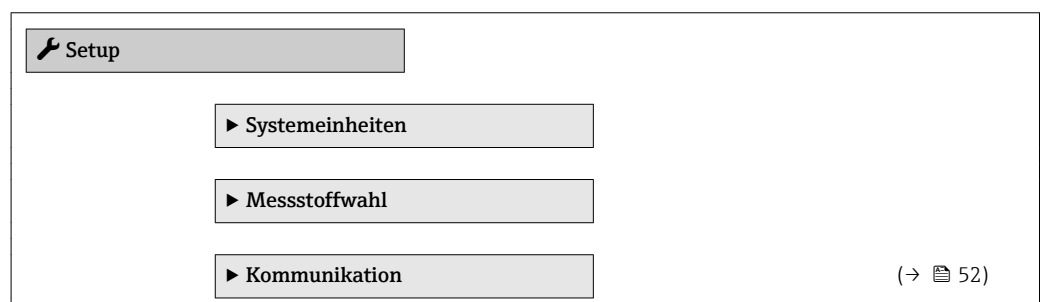 Setup
▶ Systemeinheiten
▶ Messstoffwahl
▶ Kommunikation (→ 🖹 52)